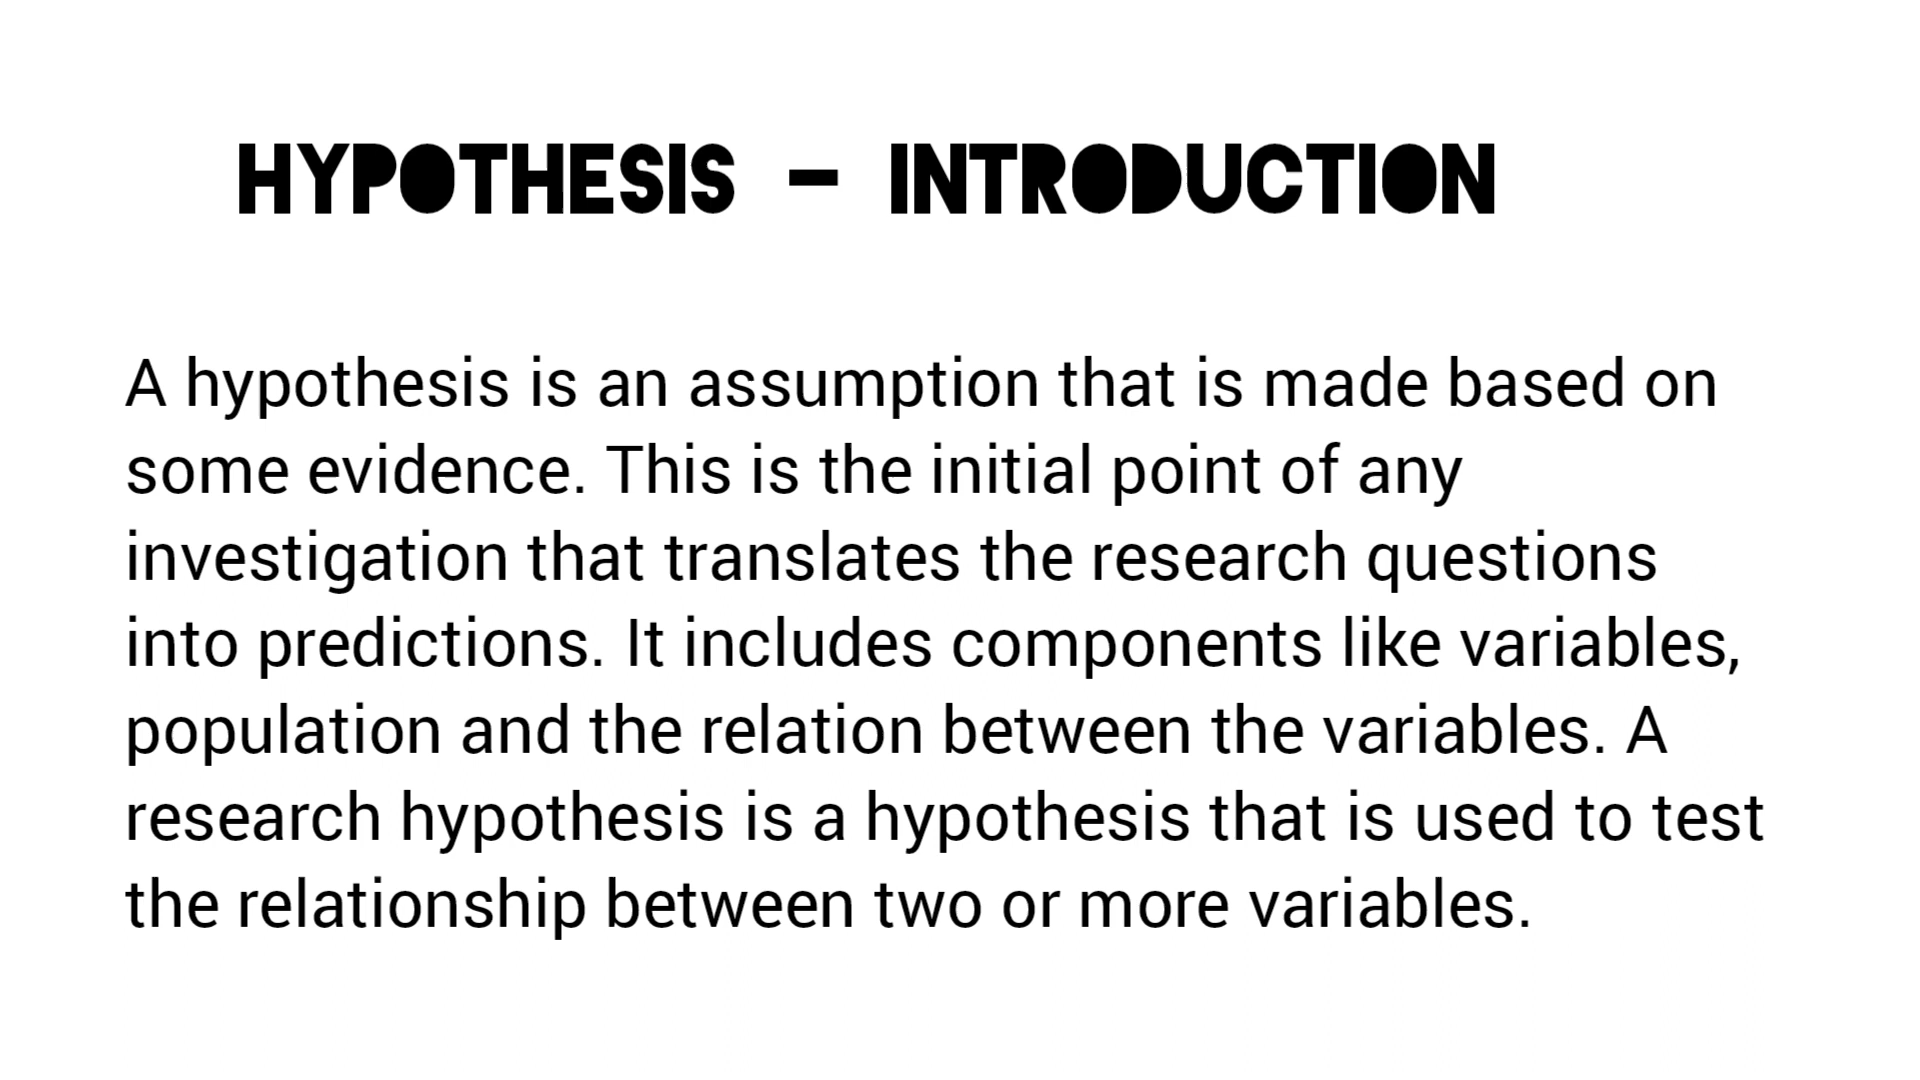 HYPOTHESIS - INTRODUCTION
A hypothesis is an assumption that is made based on
some evidence. This is the initial point of any
investigation that translates the research questions
into predictions. It includes components like variables,
population and the relation between the variables. A
research hypothesis is a hypothesis that is used to test
the relationship between two or more variables.